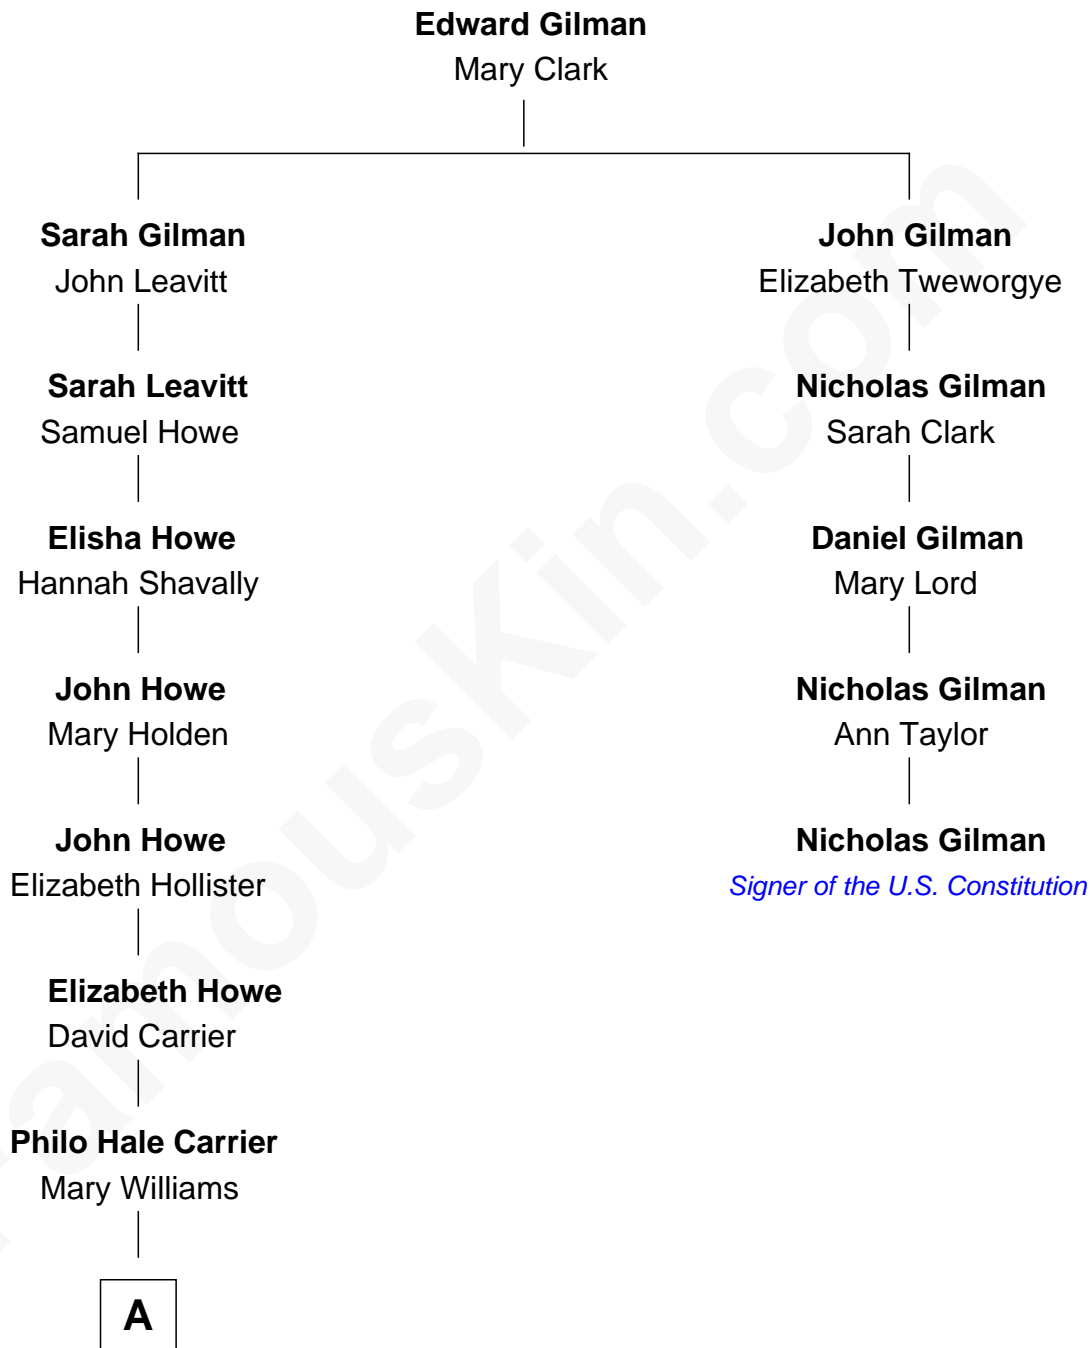 Edward Gilman
Mary Clark
Sarah Gilman
John Leavitt
John Gilman
Elizabeth Tweworgye
Sarah Leavitt
Samuel Howe
Nicholas Gilman
Sarah Clark
Elisha Howe
Hannah Shavally
Daniel Gilman
Mary Lord
John Howe
Mary Holden
Nicholas Gilman
Ann Taylor
John Howe
Elizabeth Hollister
Nicholas Gilman
Signer of the U.S. Constitution
Elizabeth Howe
David Carrier
Philo Hale Carrier
Mary Williams
A
FamousKin.com